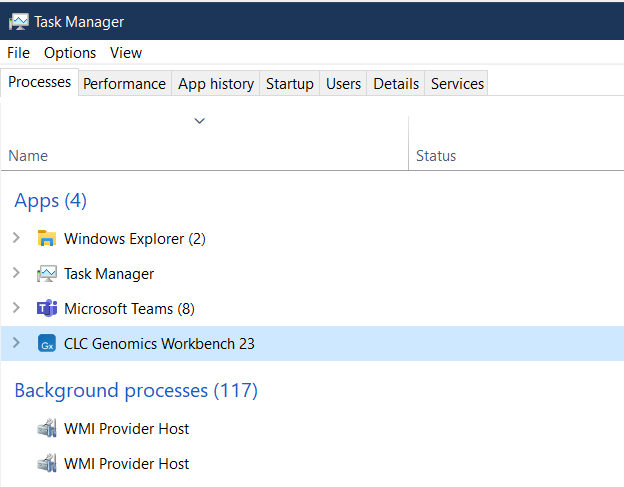 Task Manager
File Options View
Processes Performance App history Startup Users Details Services
Name Status
Apps (4)
Windows Explorer (2)
Task Manager
Microsoft Teams (8)
Gx CLC Genomics Workbench 23
Background processes (117)
WMI Provider Host
WMI Provider Host